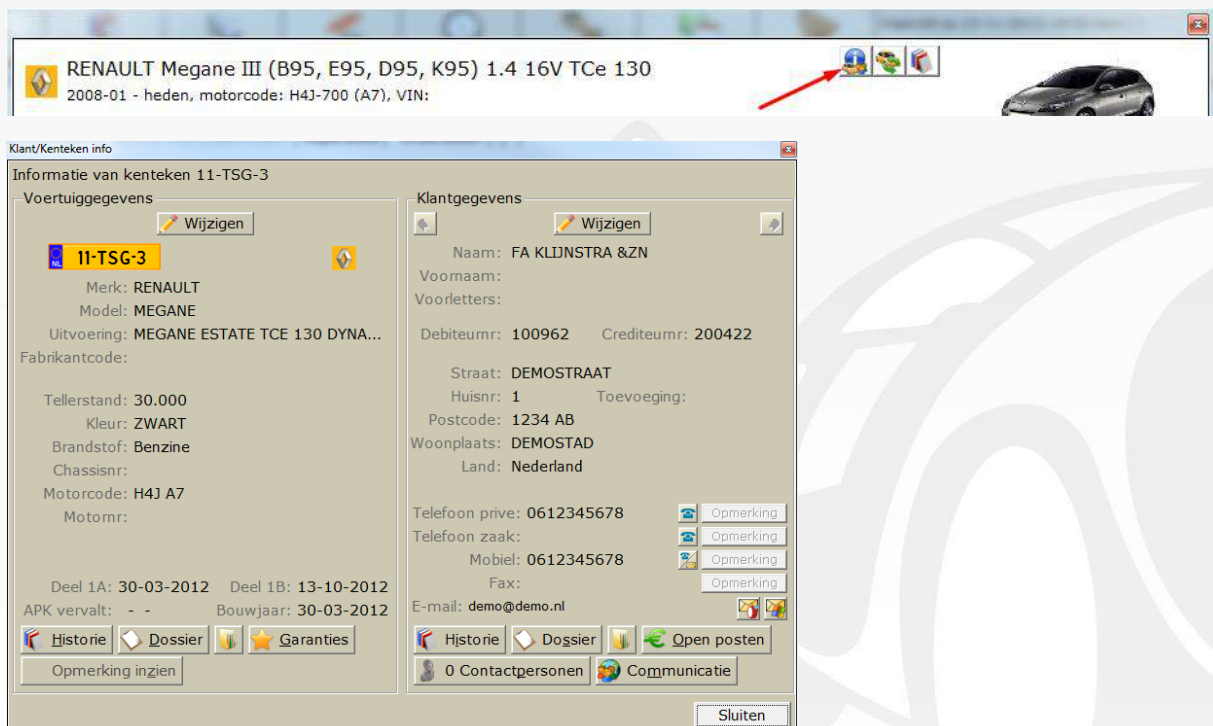 RENAULT Megane III (B95, E95, D95, K95) 1.4 16V TCe 130
2008-01 - heden, motorcode: H4J-700 (A7), VIN:
Klant/Kenteken info
Informatie van kenteken 11-TSG-3
Voertuiggegevens
Wijzigen
NL 11-TSG-3
Merk: RENAULT
Model: MEGANE
Uitvoering: MEGANE ESTATE TCE 130 DYNA...
Fabrikantcode:
Tellerstand: 30.000
Kleur: ZWART
Brandstof: Benzine
Chassisnr:
Motorcode: H4J A7
Motornr:
Deel 1A: 30-03-2012 Deel 1B: 13-10-2012
APK vervalt: - - Bouwjaar: 30-03-2012
Historie Dossier Garanties
Opmerking inzien
Klantgegevens
Wijzigen
Naam: FA KLIJNSTRA &ZN
Voornaam:
Voorletters:
Debiteurnr: 100962 Crediteurnr: 200422
Straat: DEMOSTRAAT
Huisnr: 1 Toevoeging:
Postcode: 1234 AB
Woonplaats: DEMOSTAD
Land: Nederland
Telefoon prive: 0612345678 Opmerking
Telefoon zaak: Opmerking
Mobiel: 0612345678 Opmerking
Fax: Opmerking
E-mail: demo@demo.nl
Historie Dossier Open posten
0 Contactpersonen Communicatie
Sluiten